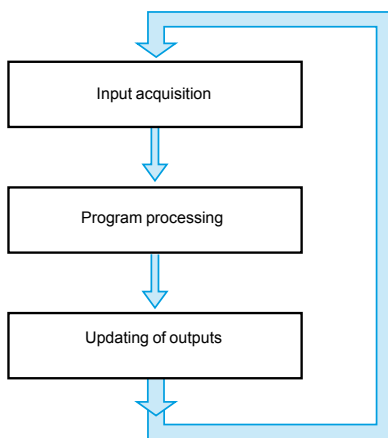 Input acquisition
Program processing
Updating of outputs